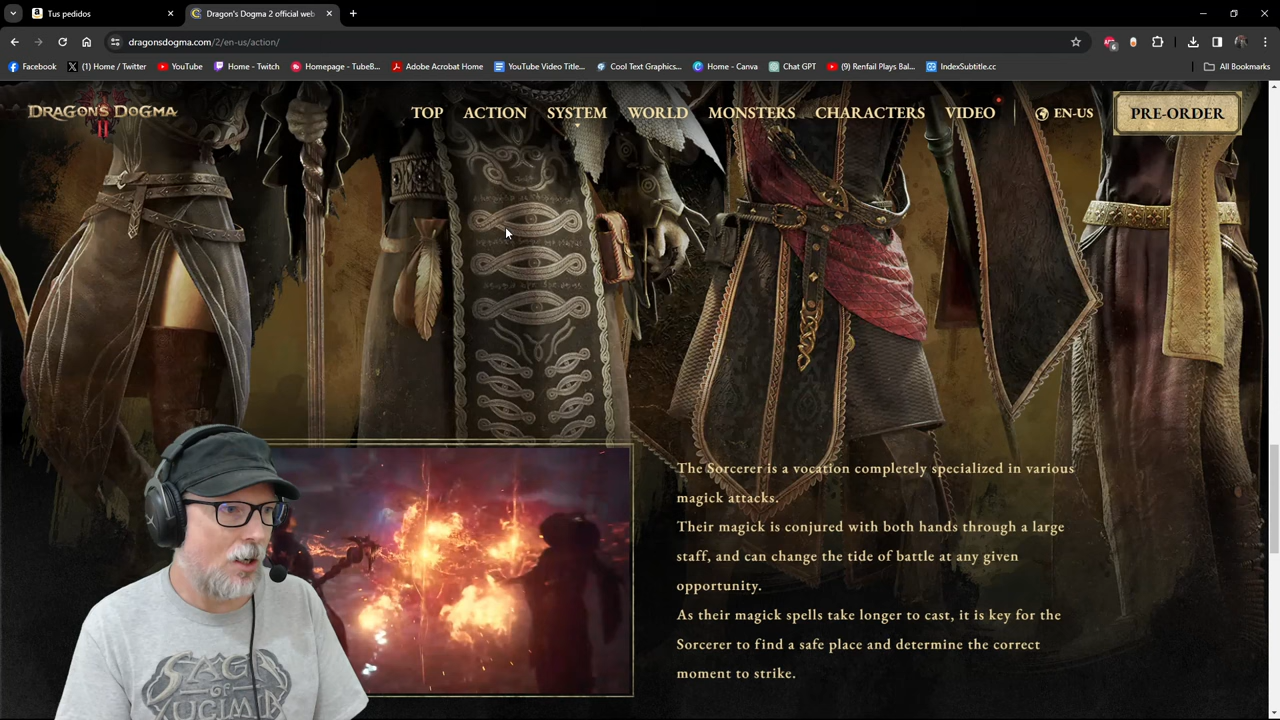 Tus pedidos
Dragon's Dogma 2 official web
dragonsdogma.com/2/en-us/action/
6
Facebook
(1) Home / Twitter
YouTube
Home - Twitch
Homepage - TubeB...
Adobe Acrobat Home
YouTube Video Title...
Cool Text Graphics...
Home - Canva
Chat GPT
(9) Renfail Plays Bal...
IndexSubtitle.cc
All Bookmarks
DRAGON'S DOGMA
II
TOP
ACTION
SYSTEM
WORLD
MONSTERS
CHARACTERS
VIDEO
EN-US
PRE-ORDER
The Sorcerer is a vocation completely specialized in various
magick attacks.
Their magick is conjured with both hands through a large
staff, and can change the tide of battle at any given
opportunity.
As their magick spells take longer to cast, it is key for the
Sorcerer to find a safe place and determine the correct
moment to strike.
SAGA
OF